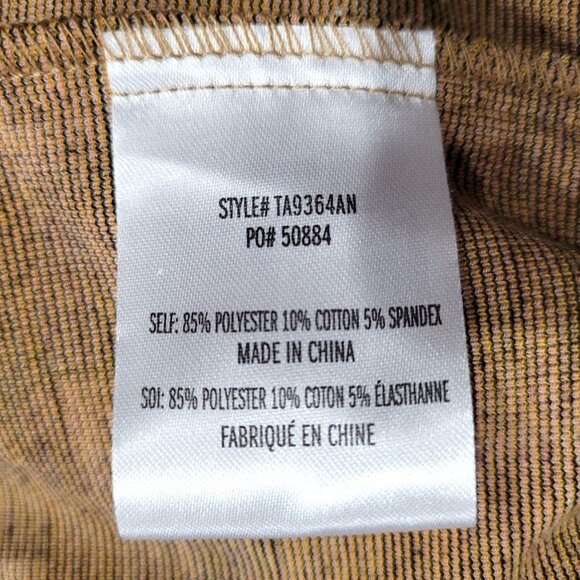 STYLE# TA9364AN
PO# 50884
SELF: 85% POLYESTER 10% COTTON 5% SPANDEX
MADE IN CHINA
SOI: 85% POLYESTER 10% COTON 5% ÉLASTHANNE
FABRIQUÉ EN CHINE